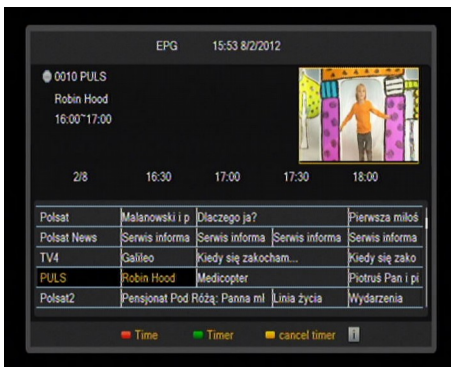 EPG 15:53 8/2/2012
0010 PULS
Robin Hood
16:00~17:00
2/8 16:30 17:00 17:30 18:00
Polsat Malanowski i p Dlaczego ja? Pierwsza miloś
Polsat News Serwis informa Serwis informa Serwis informa Serwis informa
TV4 Galileo Kiedy się zakocham... Kiedy się zako
PULS Robin Hood Medicopter Piotruś Pan i pi
Polsat2 Pensjonat Pod Różą: Panna mł Linia życia Wydarzenia
Time Timer cancel timer i